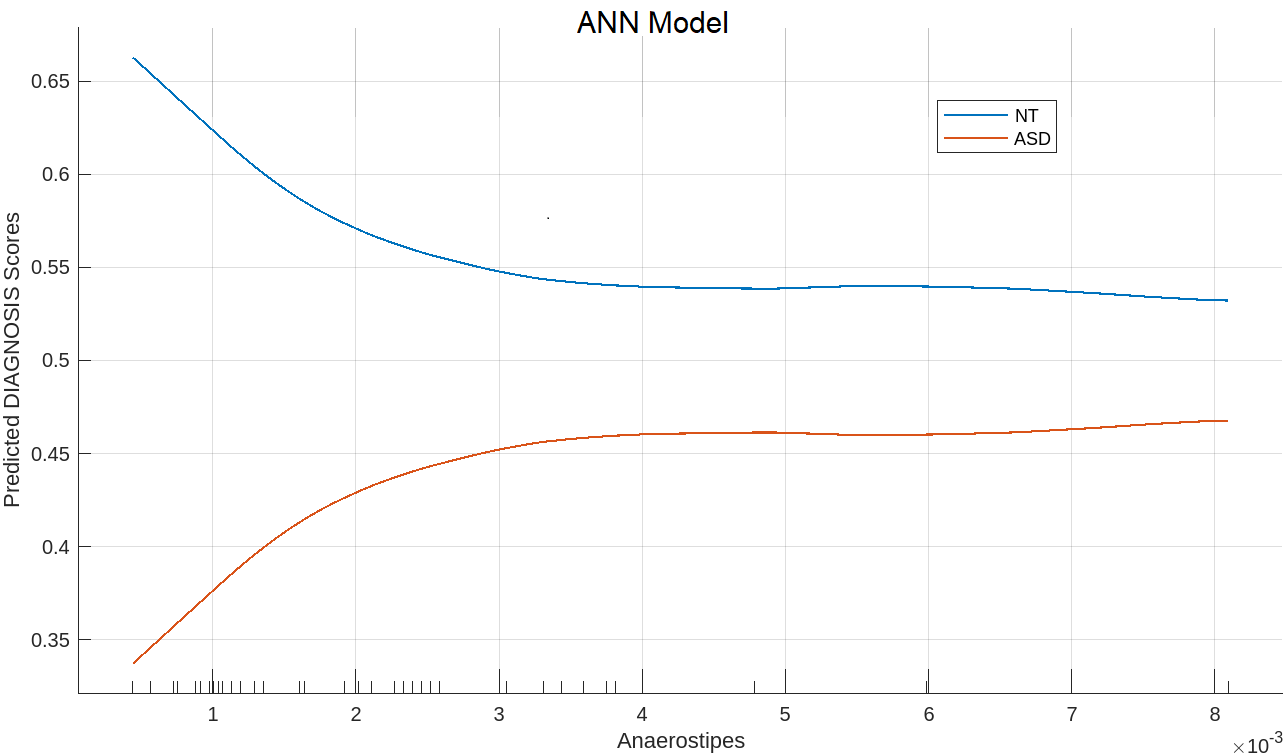 ANN Model
NT
ASD
Predicted DIAGNOSIS Scores
0.65
0.6
0.55
0.5
0.45
0.4
0.35
1 2 3 4 5 6 7 8
×10⁻³
Anaerostipes